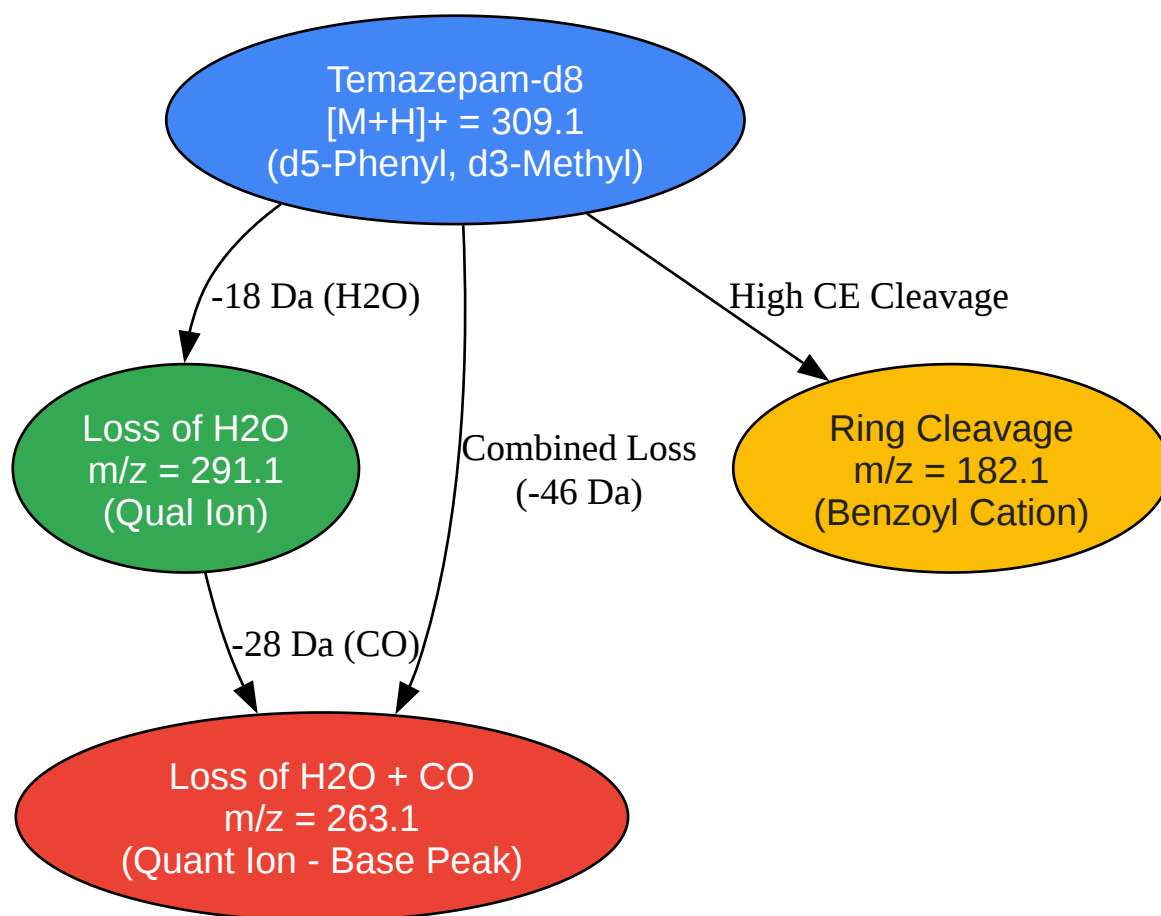 Temazepam-d8
[M+H]+ = 309.1
(d5-Phenyl, d3-Methyl)
-18 Da (H2O)
High CE Cleavage
Loss of H2O
m/z = 291.1
(Qual Ion)
Combined Loss
(-46 Da)
Ring Cleavage
m/z = 182.1
(Benzoyl Cation)
-28 Da (CO)
Loss of H2O + CO
m/z = 263.1
(Quant Ion - Base Peak)